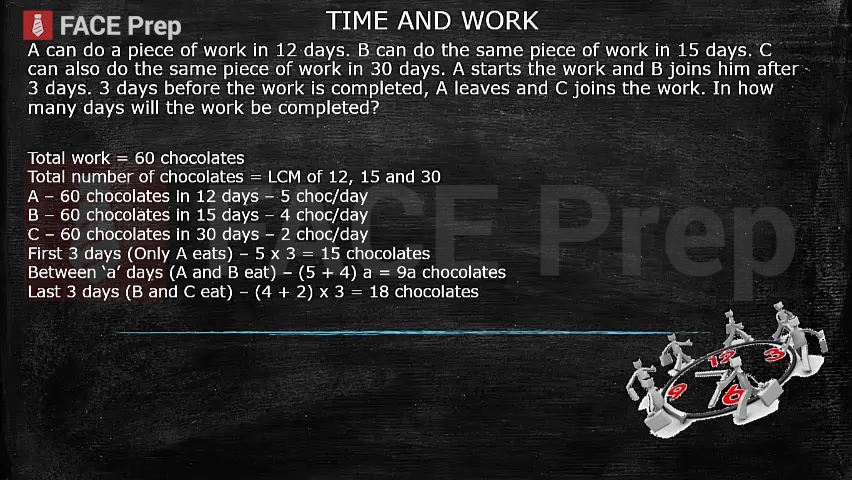 FACE Prep
TIME AND WORK
A can do a piece of work in 12 days. B can do the same piece of work in 15 days. C
can also do the same piece of work in 30 days. A starts the work and B joins him after
3 days. 3 days before the work is completed, A leaves and C joins the work. In how
many days will the work be completed?
Total work = 60 chocolates
Total number of chocolates = LCM of 12, 15 and 30
A – 60 chocolates in 12 days – 5 choc/day
B – 60 chocolates in 15 days – 4 choc/day
C – 60 chocolates in 30 days – 2 choc/day
First 3 days (Only A eats) – 5 x 3 = 15 chocolates
Between ‘a’ days (A and B eat) – (5 + 4) a = 9a chocolates
Last 3 days (B and C eat) – (4 + 2) x 3 = 18 chocolates
FACE Prep
12
3
6
9